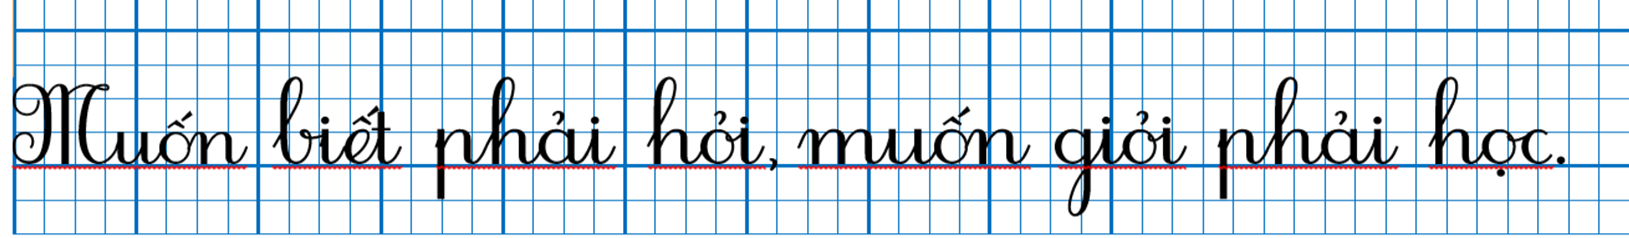 Muốn biết phải hỏi, muốn giỏi phải học.